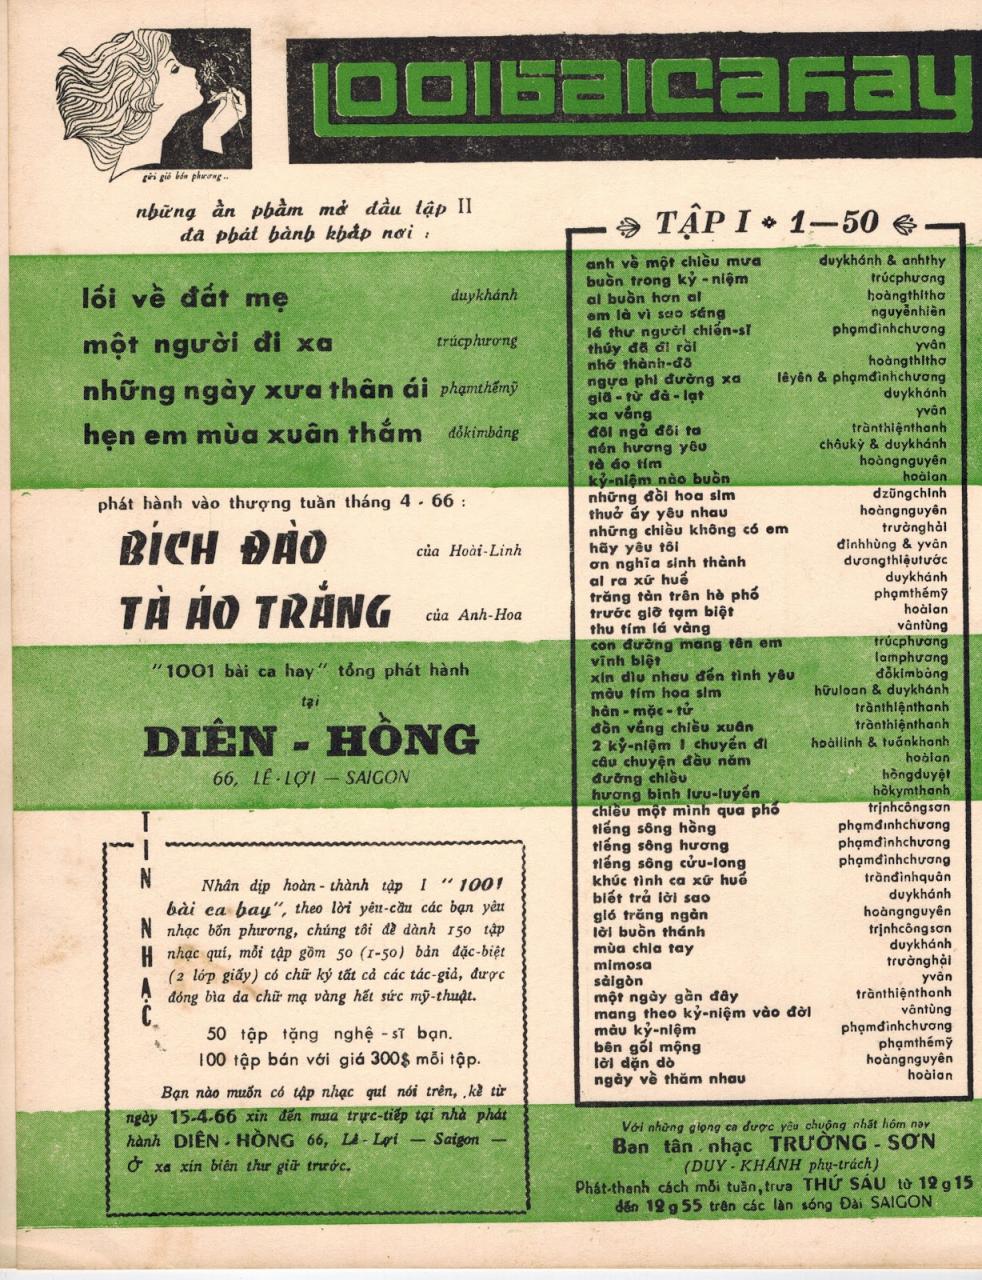 1001 bài ca hay
gửi gió bốn phương..
những ấn phẩm mở đầu tập II
đã phát hành khắp nơi :
lối về đất mẹ duykhánh
một người đi xa trúcphương
những ngày xưa thân ái phạmthếmỹ
hẹn em mùa xuân thắm đỗkimbảng
phát hành vào thượng tuần tháng 4 - 66 :
BÍCH ĐÀO của Hoài-Linh
TÀ ÁO TRẮNG của Anh-Hoa
"1001 bài ca hay" tổng phát hành
tại
DIÊN - HỒNG
66, LÊ - LỢI — SAIGON
TIN NHẠC
Nhân dịp hoàn-thành tập I "1001
bài ca hay", theo lời yêu-cầu các bạn yêu
nhạc bốn phương, chúng tôi để dành 150 tập
nhạc quí, mỗi tập gồm 50 (1-50) bản đặc-biệt
(2 lớp giấy) có chữ ký tất cả các tác-giả, được
đóng bìa da chữ mạ vàng hết sức mỹ-thuật.
50 tập tặng nghệ-sĩ bạn.
100 tập bán với giá 300$ mỗi tập.
Bạn nào muốn có tập nhạc quí nói trên, kể từ
ngày 15-4-66 xin đến mua trực-tiếp tại nhà phát
hành DIÊN - HỒNG 66, Lê-Lợi — Saigon —
Ở xa xin biên thư giữ trước.
TẬP I 1—50
anh về một chiều mưa duykhánh & anhthy
buồn trong kỷ-niệm trúcphương
ai buồn hơn ai hoàngthithơ
em là vì sao sáng nguyễnhiền
lá thư người chiến-sĩ phạmđìnhchương
thúy đã đi rồi yvân
nhớ thành-đô hoàngthithơ
ngựa phi đường xa lêyên & phạmđìnhchương
giã-từ đà-lạt duykhánh
xa vắng yvân
đôi ngả đôi ta trầnthiệnthanh
nén hương yêu châukỳ & duykhánh
tà áo tím hoàngnguyên
kỷ-niệm nào buồn hoàian
những đồi hoa sim dzũngchinh
thuở ấy yêu nhau hoàngnguyên
những chiều không có em trườnghải
hãy yêu tôi đinhhùng & yvân
ơn nghĩa sinh thành dươngthiệutước
ai ra xứ huế duykhánh
trăng tàn trên hè phố phạmthếmỹ
trước giờ tạm biệt hoàian
thu tím lá vàng vântùng
con đường mang tên em trúcphương
vĩnh biệt lamphương
xin dìu nhau đến tình yêu đỗkimbảng
màu tím hoa sim hữuloan & duykhánh
hàn-mặc-tử trầnthiệnthanh
đồn vắng chiều xuân trầnthiệnthanh
2 kỷ-niệm 1 chuyến đi hoàilinh & tuấnkhanh
câu chuyện đầu năm hoàian
đường chiều hồngduyệt
hương bình lưu-luyến hồkýmthanh
chiều một mình qua phố trịnhcôngsơn
tiếng sông hồng phạmđìnhchương
tiếng sông hương phạmđìnhchương
tiếng sông cửu-long phạmđìnhchương
khúc tình ca xứ huế trầnđìnhquân
biết trả lời sao duykhánh
gió trăng ngàn hoàngnguyên
lời buồn thánh trịnhcôngsơn
mùa chia tay duykhánh
mimosa trườnghải
sàigòn yvân
một ngày gần đây trầnthiệnthanh
mang theo kỷ-niệm vào đời vântùng
màu kỷ-niệm phạmđìnhchương
bên gối mộng phạmthếmỹ
lời dặn dò hoàngnguyên
ngày về thăm nhau hoàian
Với những giọng ca được yêu chuộng nhất hôm nay
Ban tân nhạc TRƯỜNG - SƠN
(DUY - KHÁNH phụ-trách)
Phát-thanh cách mỗi tuần, trưa THỨ SÁU từ 12g15
đến 12g55 trên các làn sóng Đài SAIGON